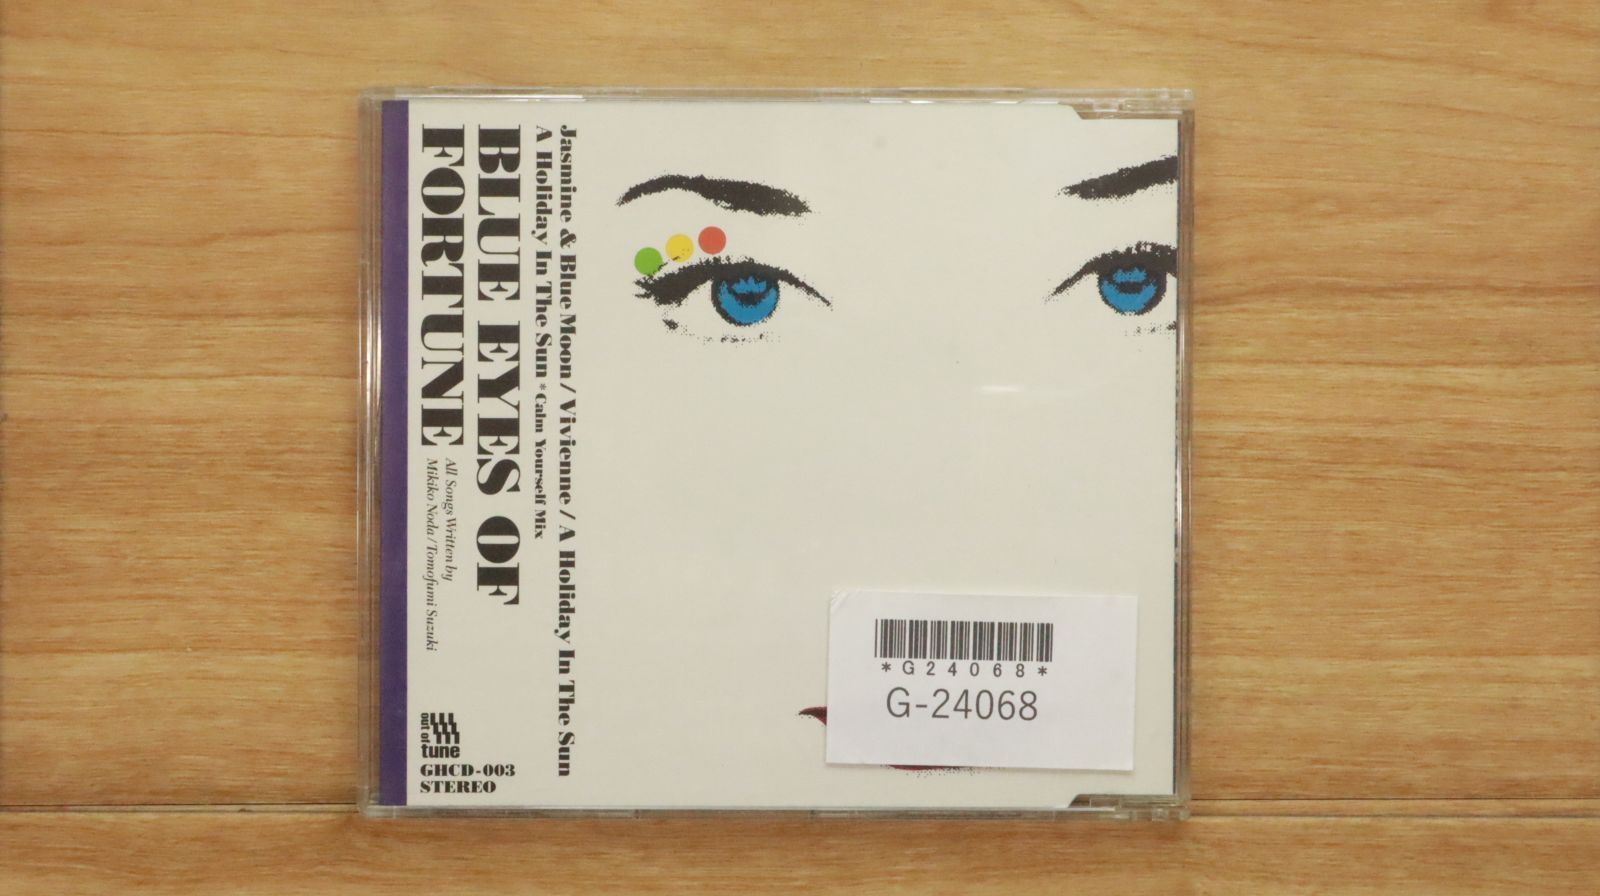 Jasmine & Blue Moon / Vivienne / A Holiday In The Sun
A Holiday In The Sun * Calm Yourself Mix
BLUE EYES OF
FORTUNE
All Songs Written by
Mikiko Noda / Tomofumi Suzuki
out of
tune
GHCD-003
STEREO
*G24068*
G-24068